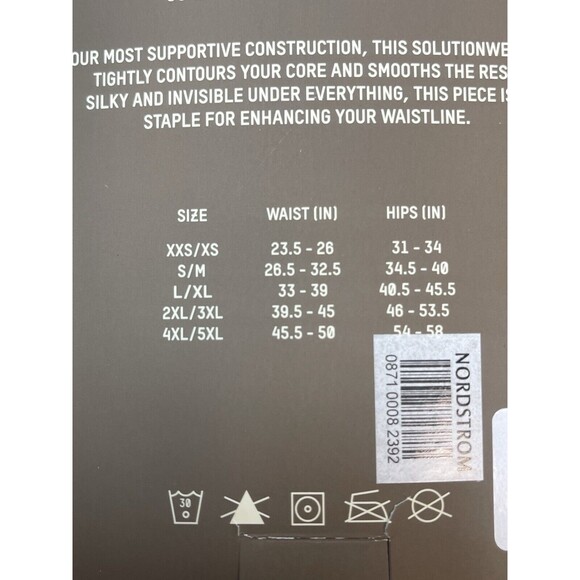 OUR MOST SUPPORTIVE CONSTRUCTION, THIS
TIGHTLY CONTOURS YOUR CORE AND SMOOTHS THE
SILKY AND INVISIBLE UNDER EVERYTHING, THIS PIECE IS
STAPLE FOR ENHANCING YOUR WAISTLINE.
SIZE WAIST (IN) HIPS (IN)
XXS/XS 23.5 - 26 31 - 34
S/M 26.5 - 32.5 34.5 - 40
L/XL 33 - 39 40.5 - 45.5
2XL/3XL 39.5 - 45 46 - 53.5
4XL/5XL 45.5 - 50 54 - 58
NORDSTROM
0871 0008 2392
30